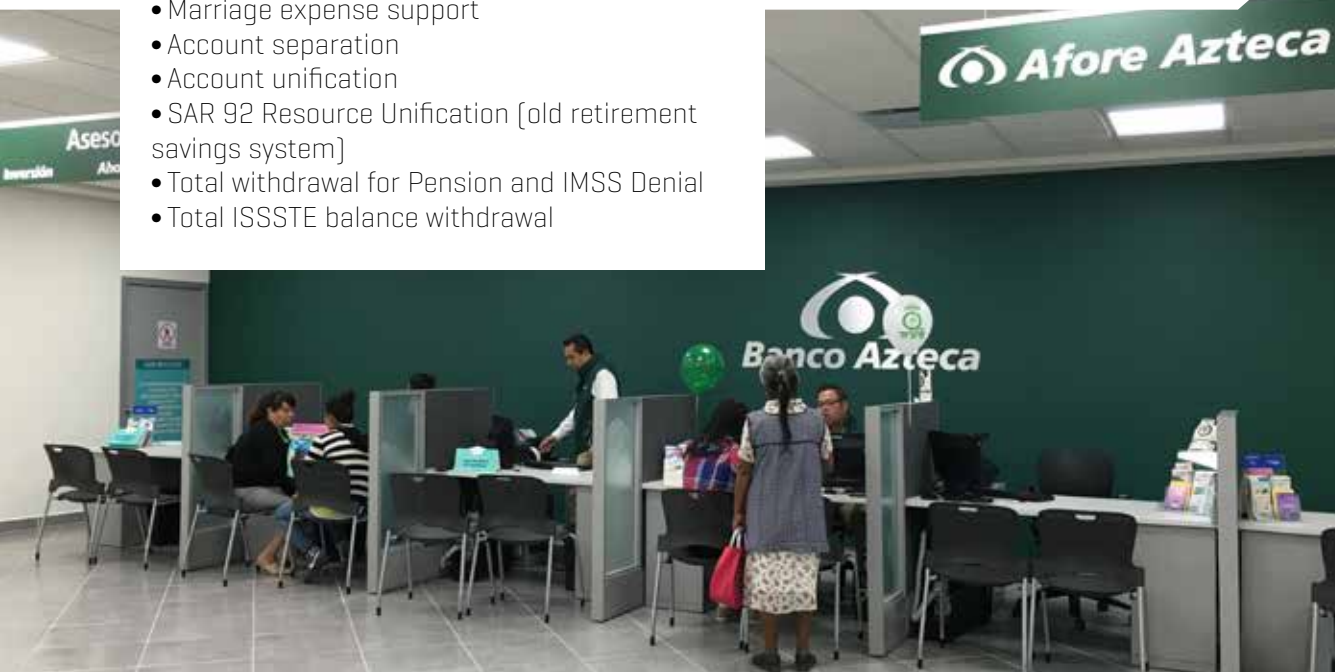 • Marriage expense support
• Account separation
• Account unification
• SAR 92 Resource Unification [old retirement
savings system]
• Total withdrawal for Pension and IMSS Denial
• Total ISSSTE balance withdrawal
Afore Azteca
Inversión
Banco Azteca